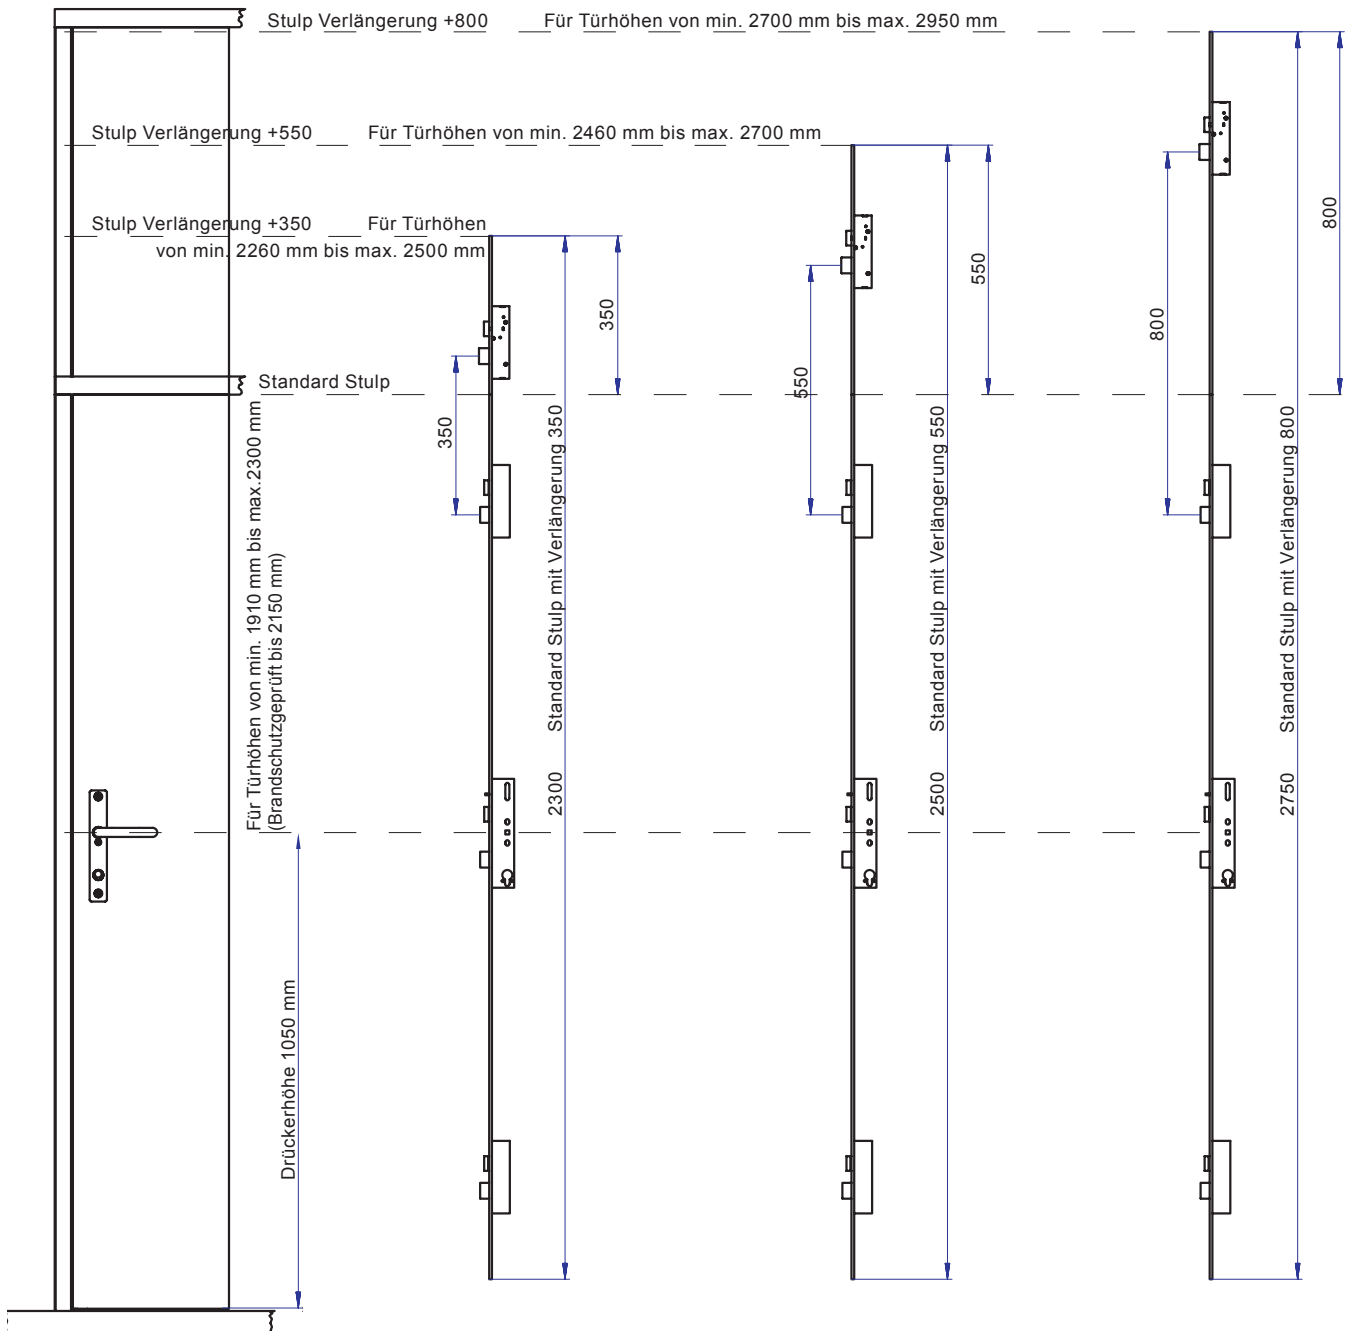 Stulp Verlängerung +800
Für Türhöhen von min. 2700 mm bis max. 2950 mm
Stulp Verlängerung +550
Für Türhöhen von min. 2460 mm bis max. 2700 mm
Stulp Verlängerung +350
Für Türhöhen
von min. 2260 mm bis max. 2500 mm
Standard Stulp
Für Türhöhen von min. 1910 mm bis max.2300 mm
(Brandschutzgeprüft bis 2150 mm)
Drückerhöhe 1050 mm
350
350
2300
Standard Stulp mit Verlängerung 350
550
550
2500
Standard Stulp mit Verlängerung 550
800
800
2750
Standard Stulp mit Verlängerung 800